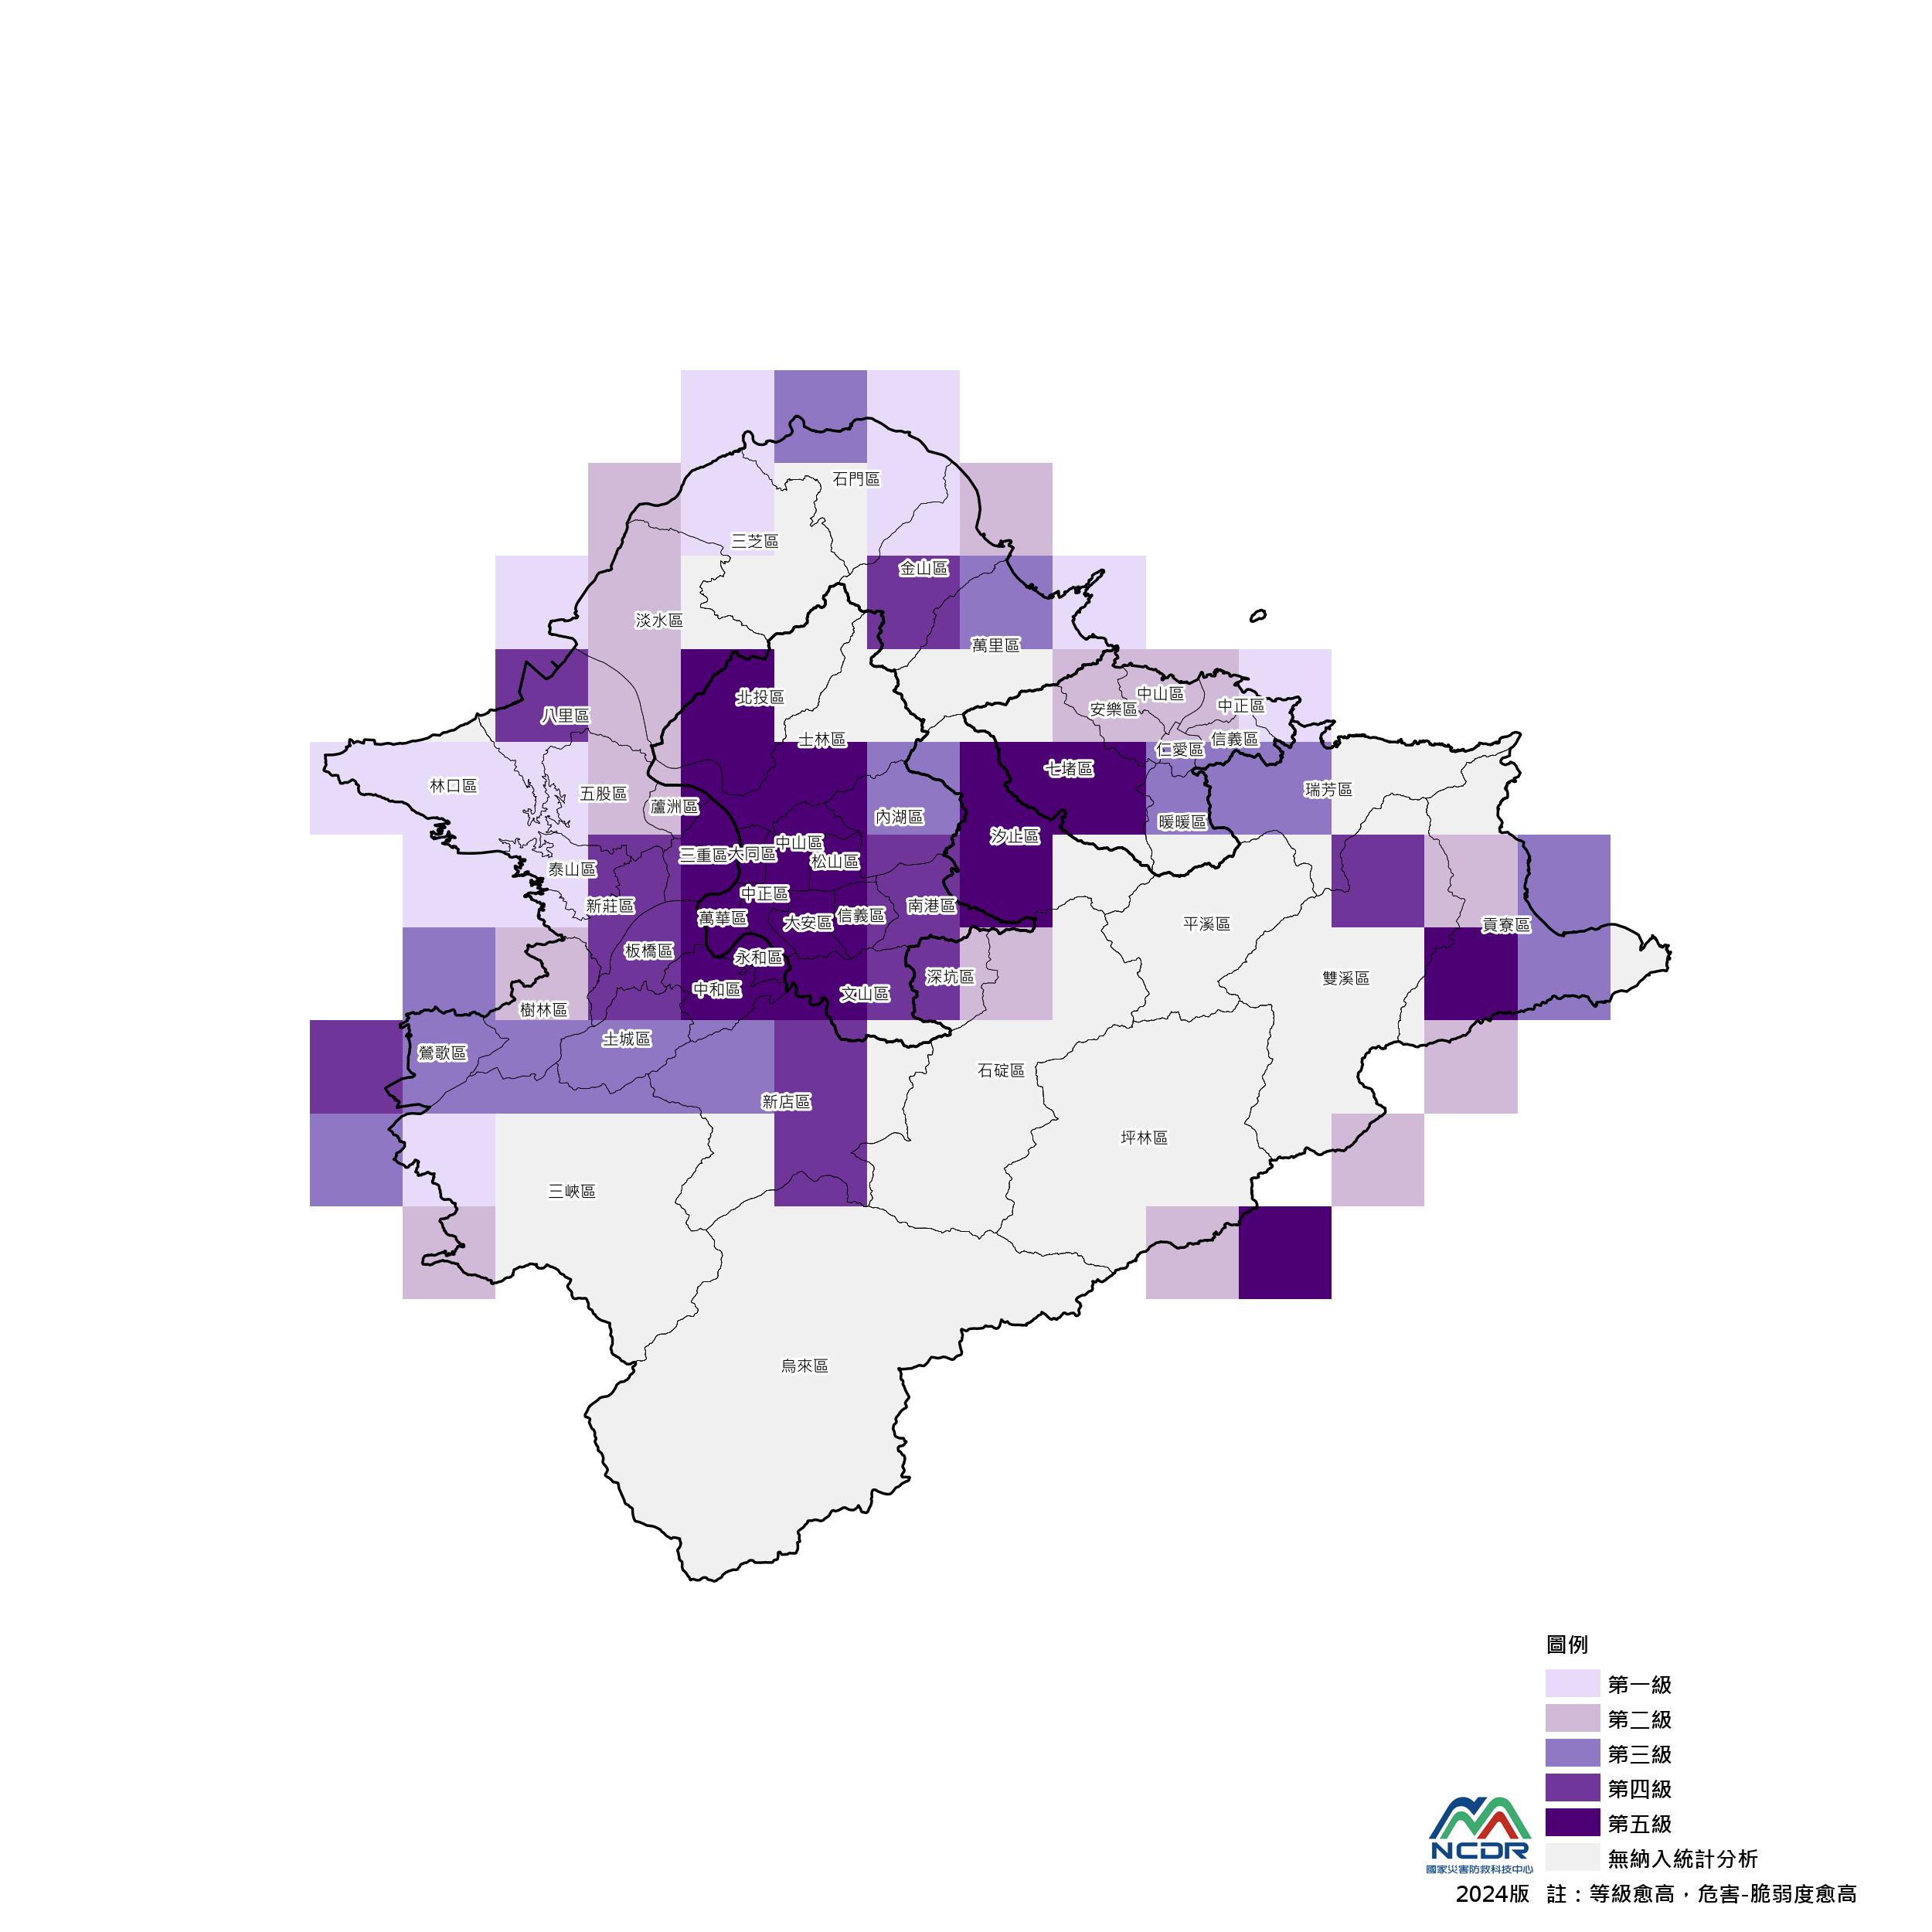 石門區
三芝區
金山區
淡水區
萬里區
北投區
中山區
八里區
安樂區
中正區
士林區
信義區
仁愛區
七堵區
林口區
五股區
瑞芳區
蘆洲區
內湖區
暖暖區
汐止區
中山區
三重區
大同區
松山區
泰山區
中正區
新莊區
萬華區
大安區
信義區
南港區
平溪區
貢寮區
板橋區
永和區
深坑區
雙溪區
中和區
文山區
樹林區
土城區
鶯歌區
石碇區
新店區
坪林區
三峽區
烏來區
圖例
第一級
第二級
第三級
第四級
第五級
無納入統計分析
NCDR
國家災害防救科技中心
2024版 註：等級愈高，危害-脆弱度愈高